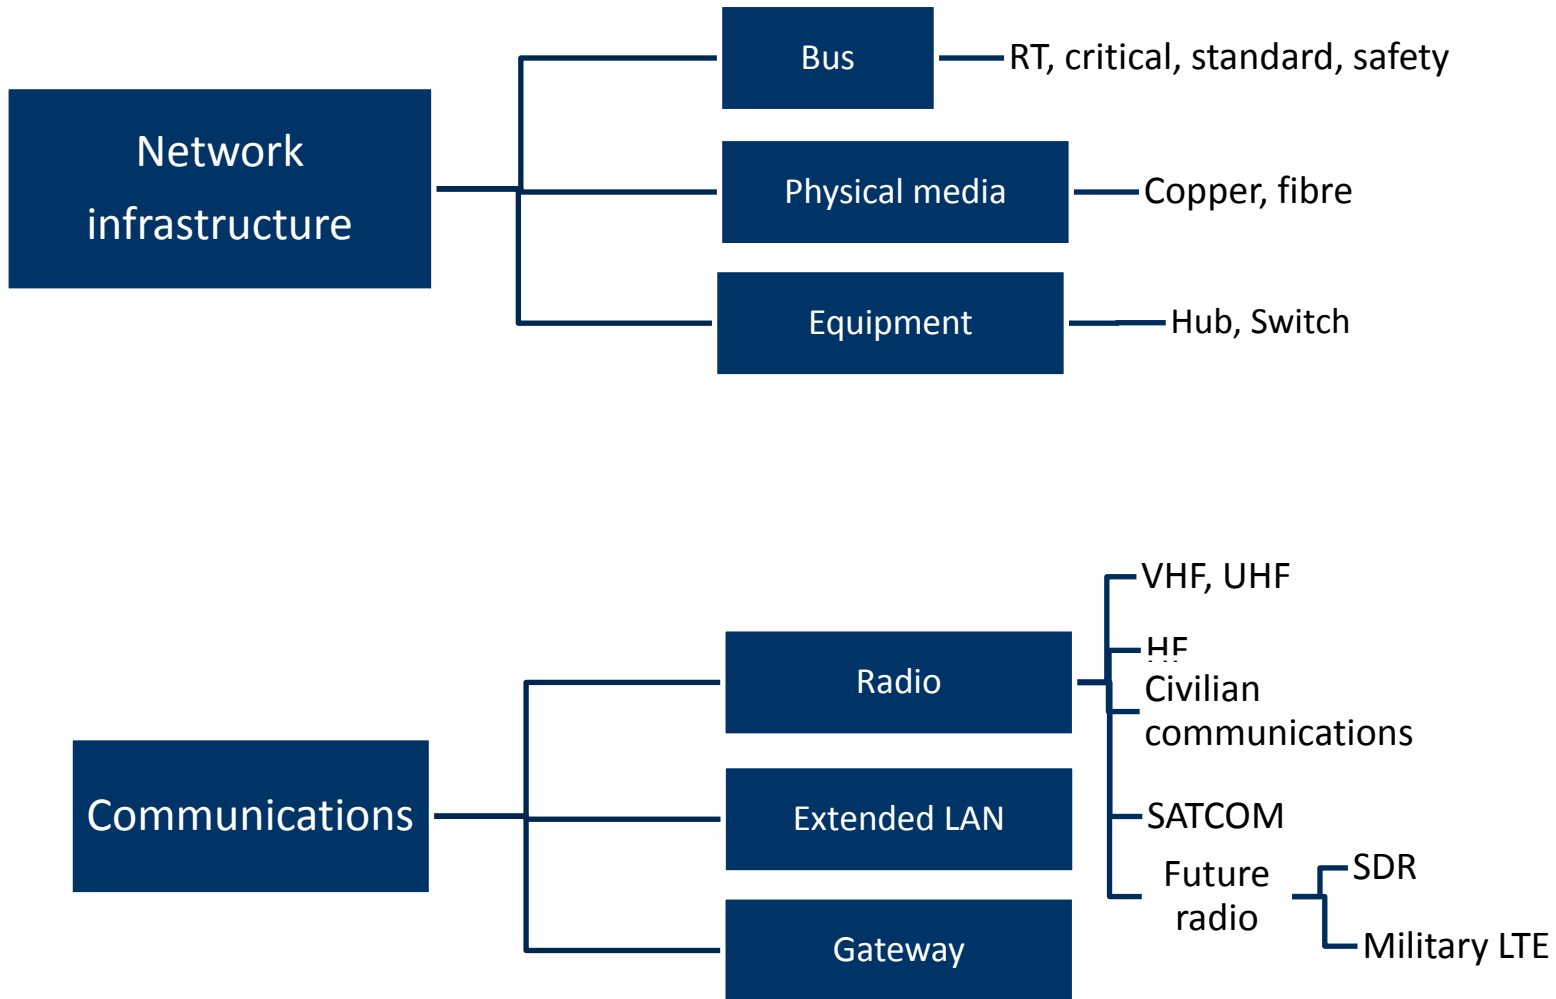 Network
infrastructure
Bus
RT, critical, standard, safety
Physical media
Copper, fibre
Equipment
Hub, Switch
Communications
Radio
VHF, UHF
HF
Civilian
communications
SATCOM
Future
radio
SDR
Military LTE
Extended LAN
Gateway